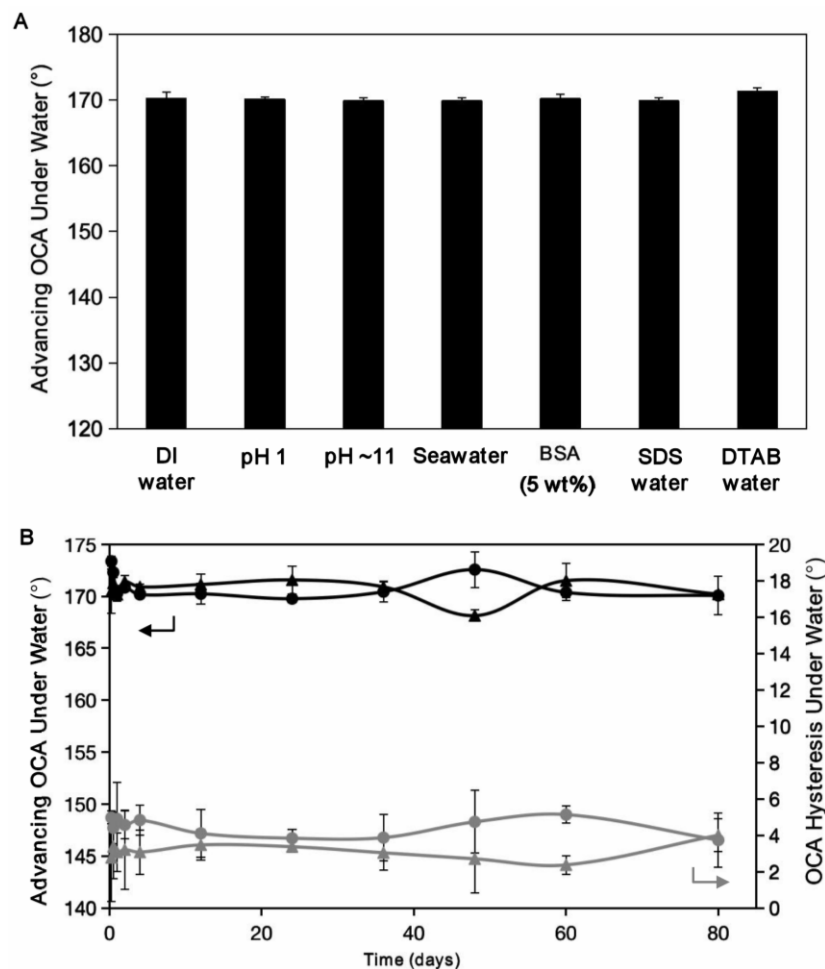 A
Advancing OCA Under Water (°)
180
170
160
150
140
130
120
DI
water
pH 1
pH ~11
Seawater
BSA
(5 wt%)
SDS
water
DTAB
water
B
Advancing OCA Under Water (°)
175
170
165
160
155
150
145
140
20
18
16
14
12
10
8
6
4
2
0
OCA Hysteresis Under Water (°)
0
20
40
60
80
Time (days)